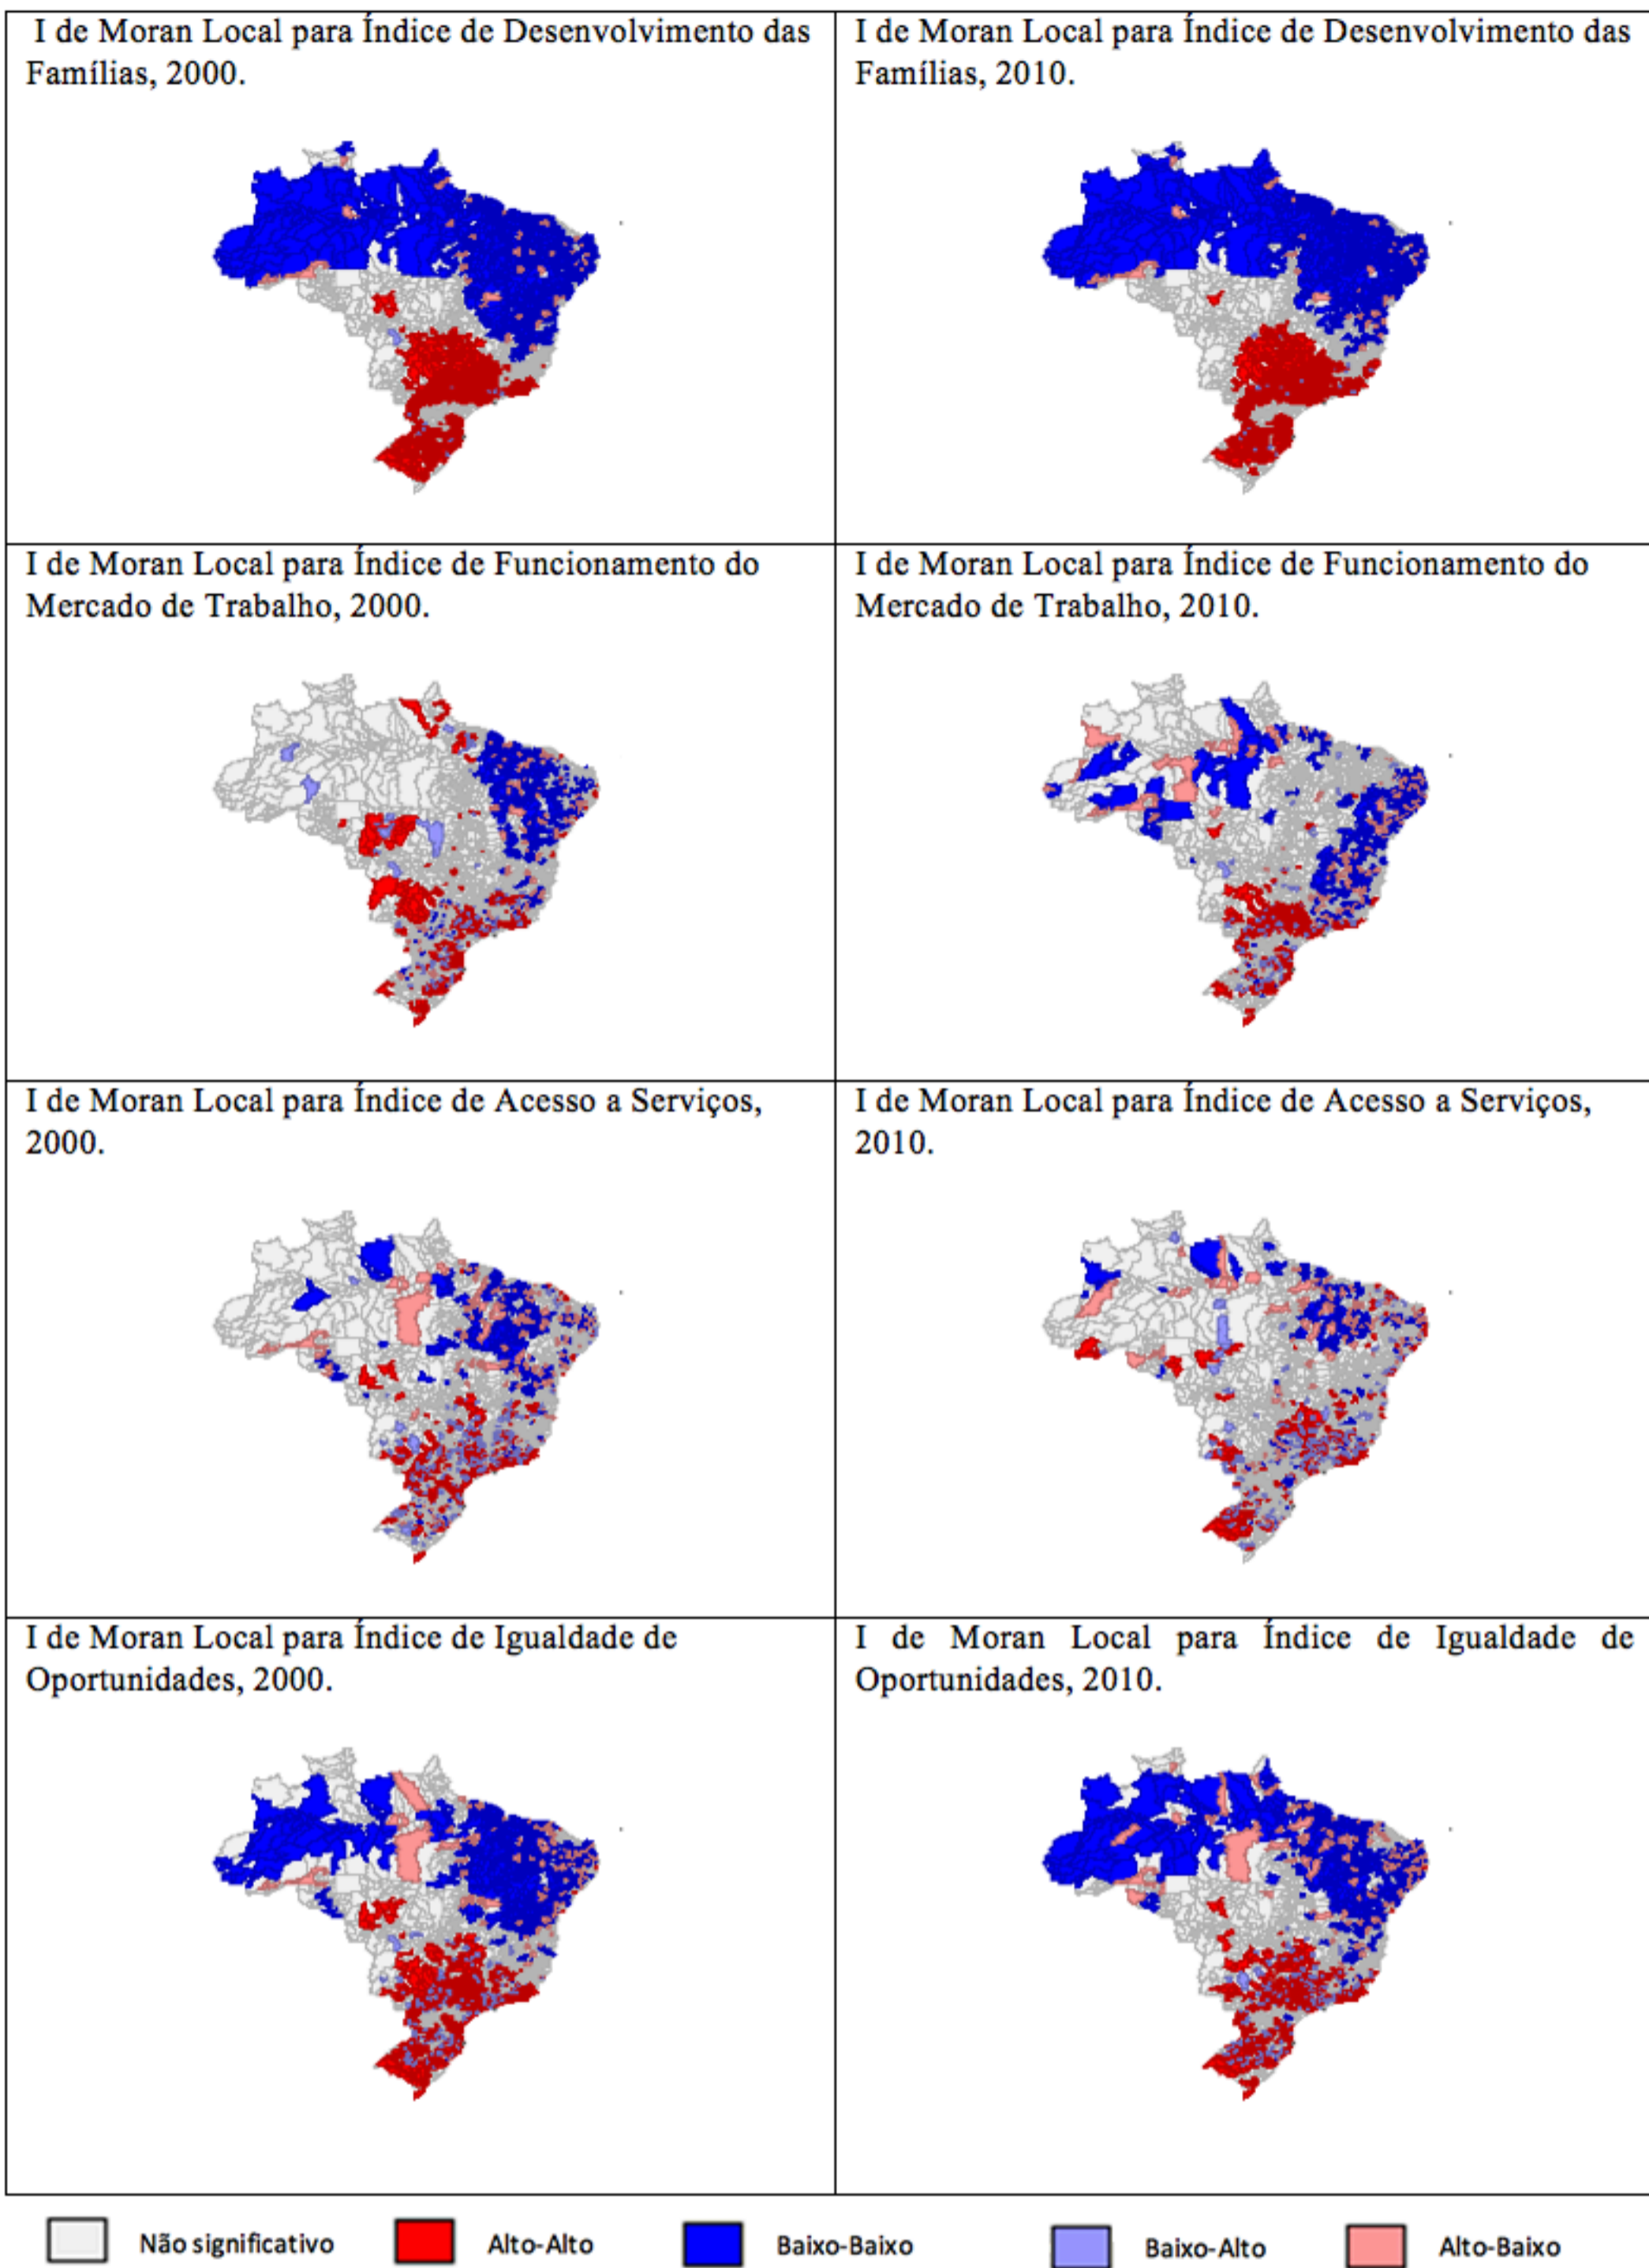 I de Moran Local para Índice de Desenvolvimento das
Famílias, 2000.
I de Moran Local para Índice de Desenvolvimento das
Famílias, 2010.
I de Moran Local para Índice de Funcionamento do
Mercado de Trabalho, 2000.
I de Moran Local para Índice de Funcionamento do
Mercado de Trabalho, 2010.
I de Moran Local para Índice de Acesso a Serviços,
2000.
I de Moran Local para Índice de Acesso a Serviços,
2010.
I de Moran Local para Índice de Igualdade de
Oportunidades, 2000.
I de Moran Local para Índice de Igualdade de
Oportunidades, 2010.
Não significativo
Alto-Alto
Baixo-Baixo
Baixo-Alto
Alto-Baixo